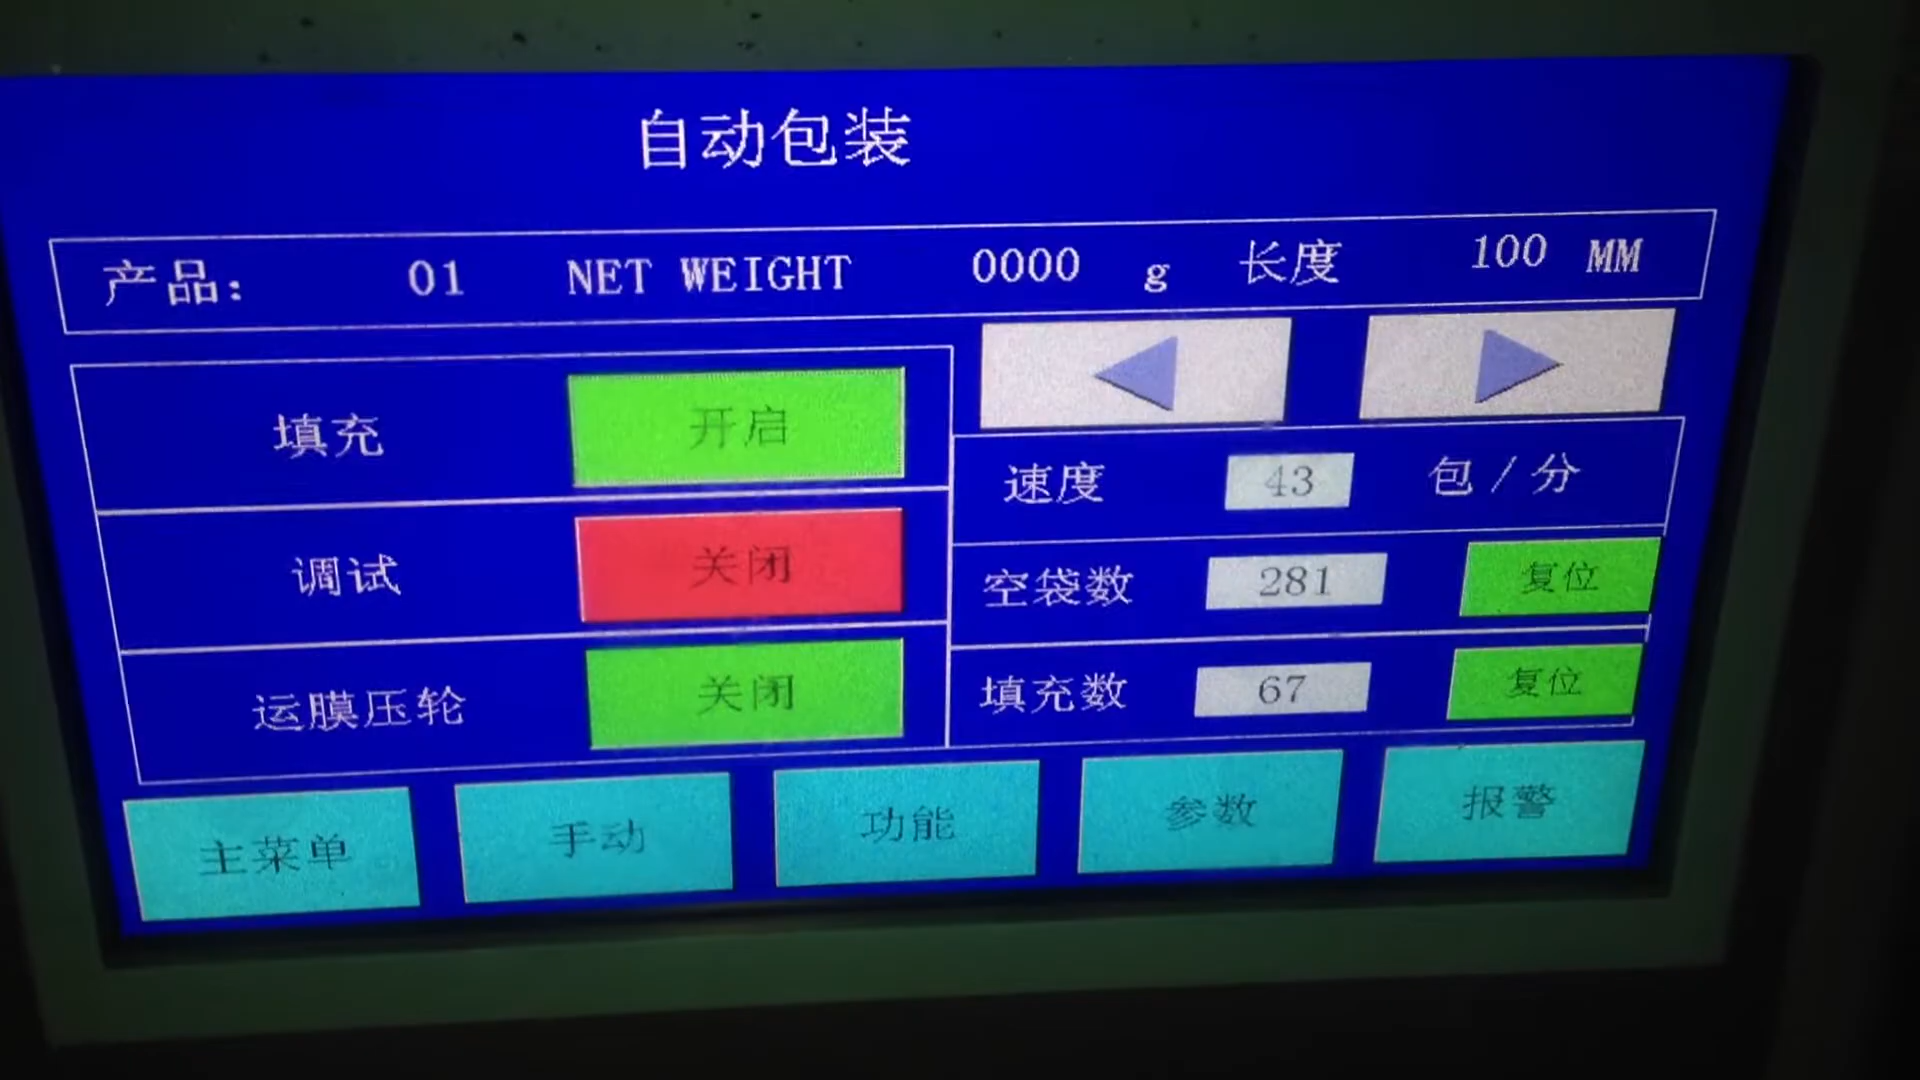 自动包装
产品: 01 NET WEIGHT 0000 g 长度 100 MM
填充 开启
速度 43 包/分
调试 关闭
空袋数 281 复位
运膜压轮 关闭
填充数 67 复位
主菜单 手动 功能 参数 报警